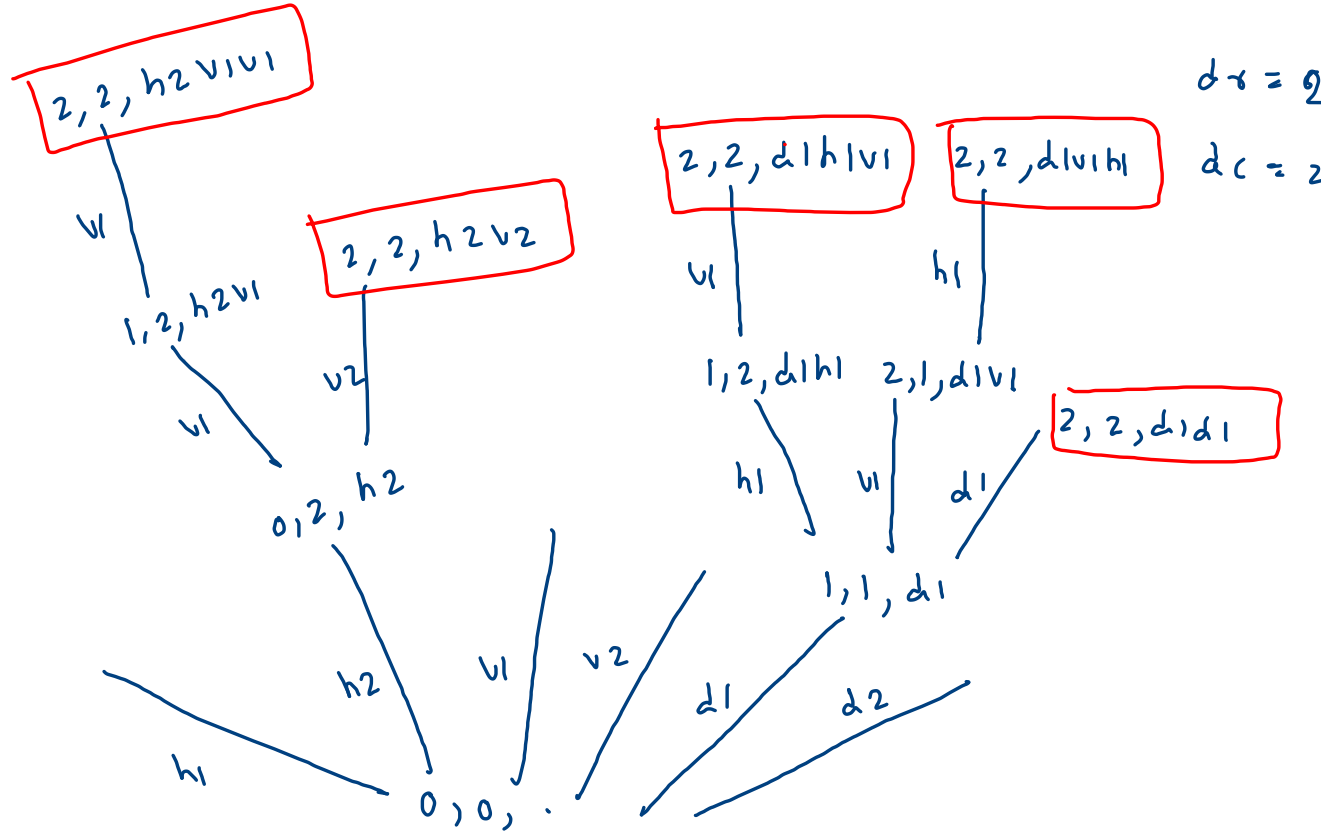 2, 2, h2v1v1
dr = 2
2, 2, d1h1v1
2, 2, d1v1h1
dc = 2
v1
2, 2, h2v2
v1
h1
1, 2, h2v1
v2
1, 2, d1h1
2, 1, d1v1
v1
2, 2, d1d1
h1
v1
d1
0, 2, h2
1, 1, d1
h2
v1
v2
d1
d2
h1
0, 0, .